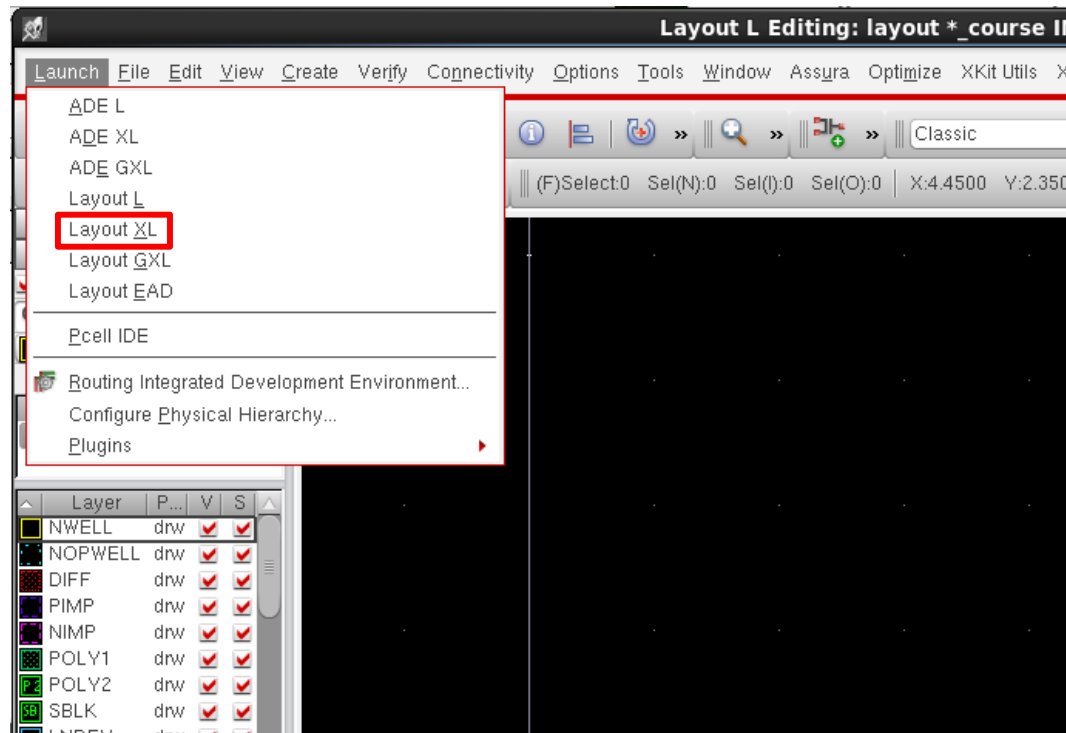 Layout L Editing: layout *_course I
Launch File Edit View Create Verify Connectivity Options Tools Window Assura Optimize XKit Utils X
ADE L
ADE XL
ADE GXL
Layout L
Layout XL
Layout GXL
Layout EAD
Pcell IDE
Routing Integrated Development Environment...
Configure Physical Hierarchy...
Plugins
» » » Classic
(F)Select:0 Sel(N):0 Sel(I):0 Sel(O):0 X:4.4500 Y:2.350
Layer P... V S
NWELL drw
NOPWELL drw
DIFF drw
PIMP drw
NIMP drw
POLY1 drw
P2 POLY2 drw
SB SBLK drw